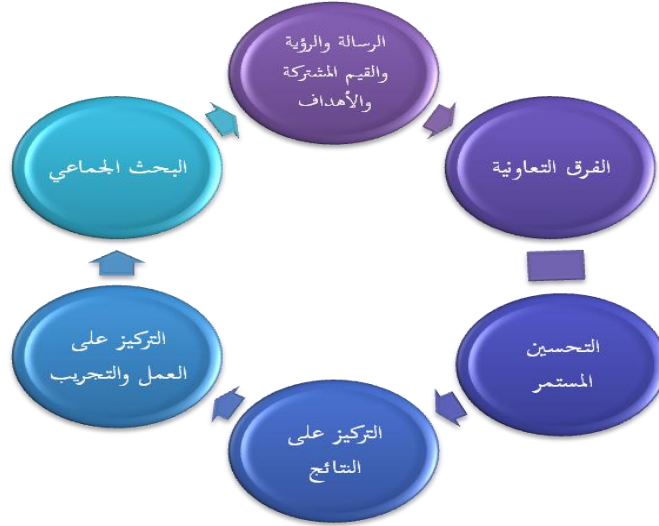 الرسالة والرؤية
والقيم المشتركة
والأهداف
الفرق التعاونية
التحسين
المستمر
التركيز على
النتائج
التركيز على
العمل والتجريب
البحث الجماعي